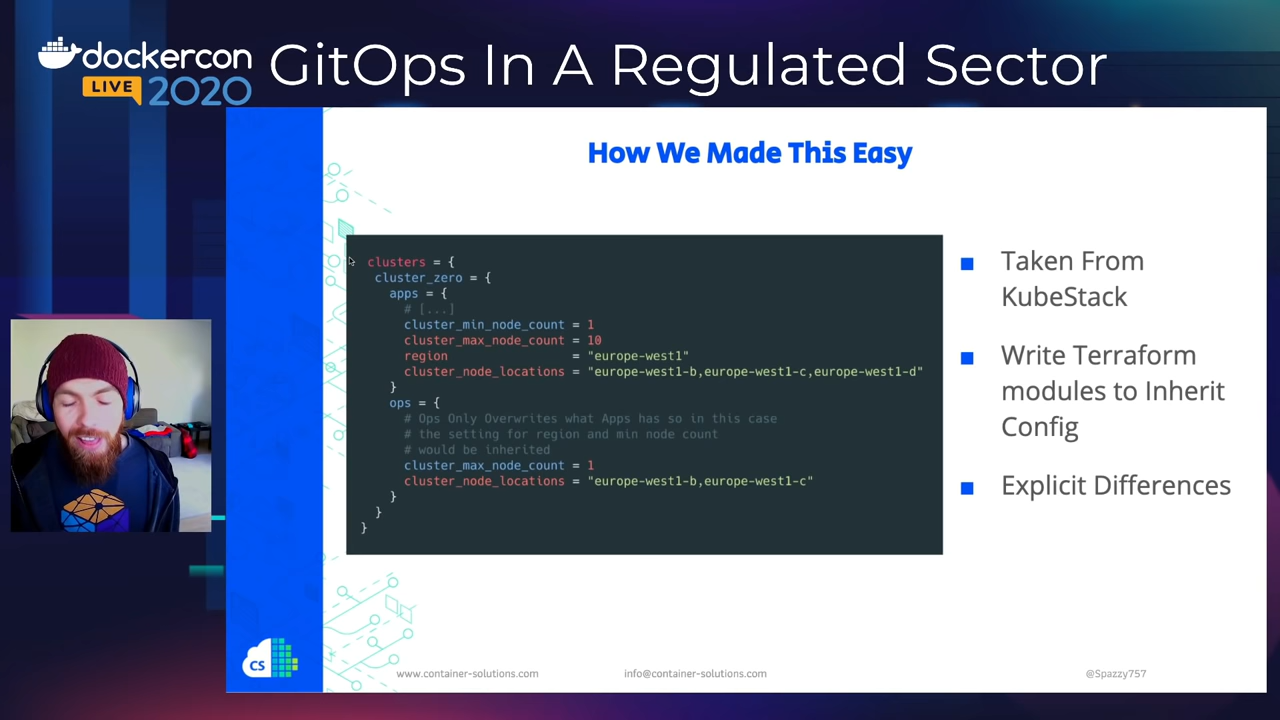 dockercon
LIVE 2020
GitOps In A Regulated Sector
How We Made This Easy
clusters = {
cluster_zero = {
apps = {
# [...]
cluster_min_node_count = 1
cluster_max_node_count = 10
region = "europe-west1"
cluster_node_locations = "europe-west1-b,europe-west1-c,europe-west1-d"
}
ops = {
# Ops Only Overwrites what Apps has so in this case
# the setting for region and min node count
# would be inherited
cluster_max_node_count = 1
cluster_node_locations = "europe-west1-b,europe-west1-c"
}
}
}
Taken From
KubeStack
Write Terraform
modules to Inherit
Config
Explicit Differences
CS
www.container-solutions.com
info@container-solutions.com
@Spazzy757